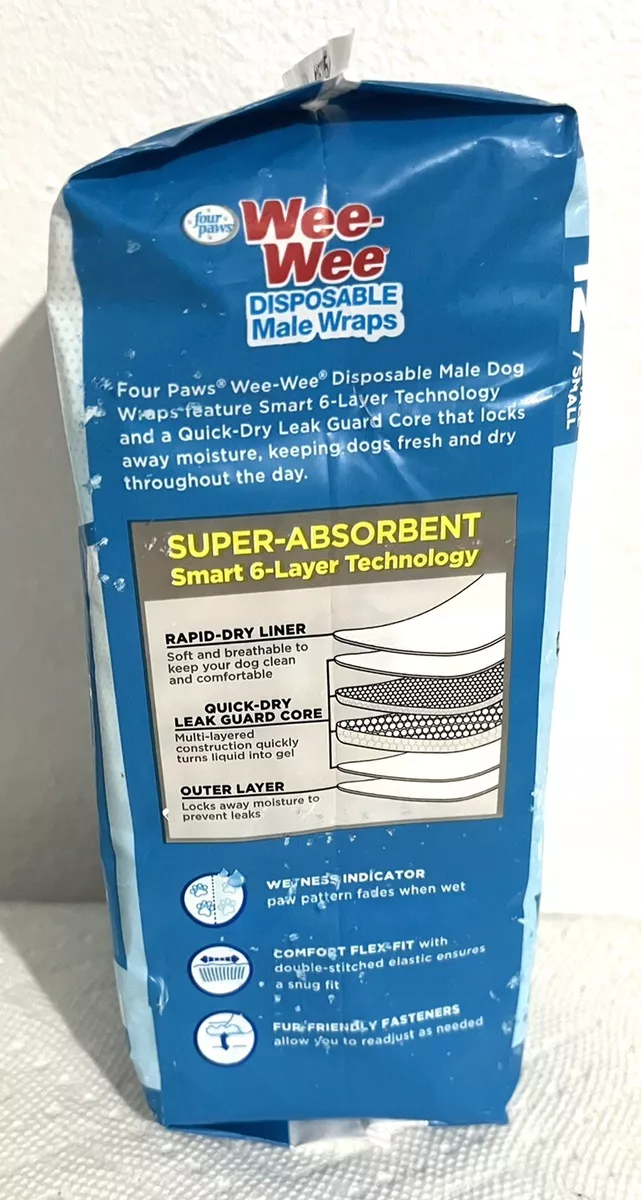 four paws
Wee-
Wee
DISPOSABLE
Male Wraps
Four Paws® Wee-Wee® Disposable Male Dog
Wraps feature Smart 6-Layer Technology
and a Quick-Dry Leak Guard Core that locks
away moisture, keeping dogs fresh and dry
throughout the day.
SUPER-ABSORBENT
Smart 6-Layer Technology
RAPID-DRY LINER
Soft and breathable to
keep your dog clean
and comfortable
QUICK-DRY
LEAK GUARD CORE
Multi-layered
construction quickly
turns liquid into gel
OUTER LAYER
Locks away moisture to
prevent leaks
WETNESS INDICATOR
paw pattern fades when wet
COMFORT FLEX-FIT with
double-stitched elastic ensures
a snug fit
FUR-FRIENDLY FASTENERS
allow you to readjust as needed
/ SMALL